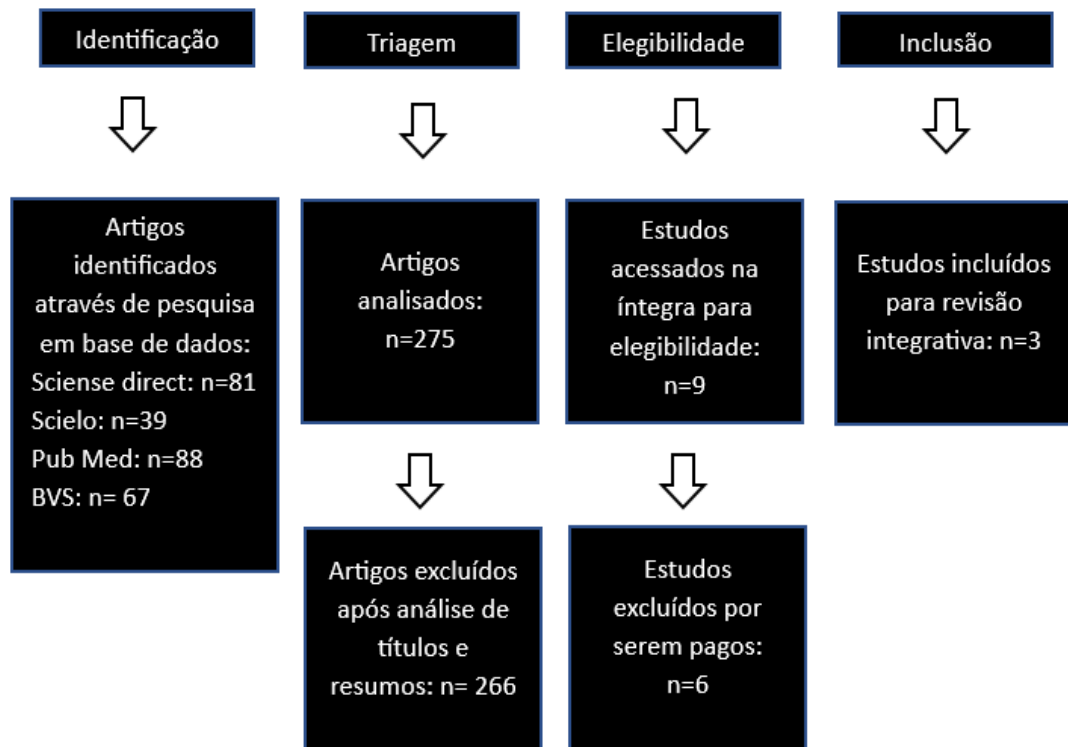 Identificação
Triagem
Elegibilidade
Inclusão
Artigos
identificados
através de pesquisa
em base de dados:
Sciense direct: n=81
Scielo: n=39
Pub Med: n=88
BVS: n= 67
Artigos
analisados:
n=275
Estudos
acessados na
íntegra para
elegibilidade:
n=9
Estudos incluídos
para revisão
integrativa: n=3
Artigos excluídos
após análise de
títulos e
resumos: n= 266
Estudos
excluídos por
serem pagos:
n=6